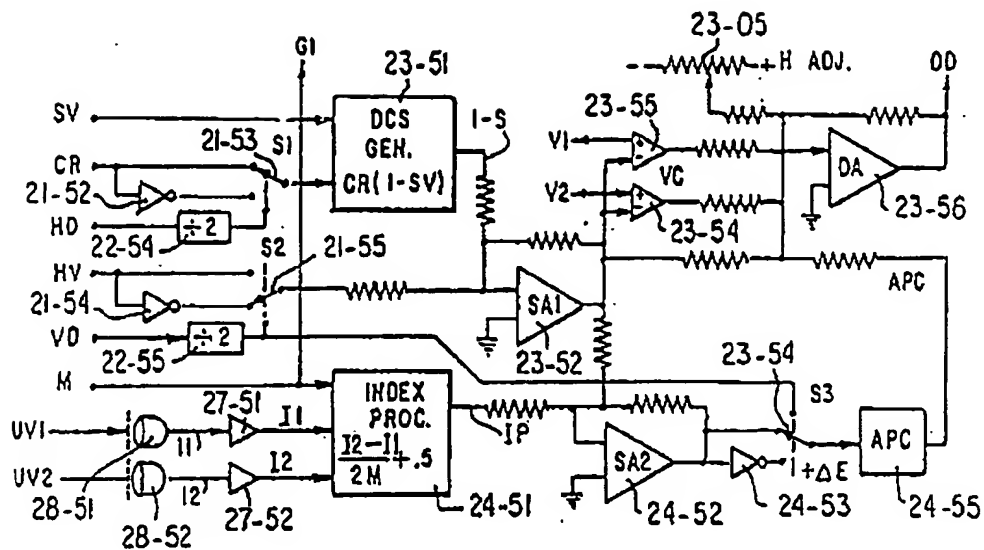 23-05
G1
23-51
- + H ADJ.
OD
SV
DCS
GEN.
CR(1-SV)
1-S
23-55
V1
VC
V2
23-54
DA
23-56
CR
21-53
S1
21-52
HD
÷2
22-54
S2
21-55
HV
21-54
VD
÷2
22-55
SA1
23-52
APC
M
23-54
S3
27-51
I1
INDEX
PROC.
I2-I1
2M
+.5
IP
UV1
I1
UV2
I2
I2
28-51
28-52
27-52
24-51
SA2
24-52
24-53
+ΔE
APC
24-55